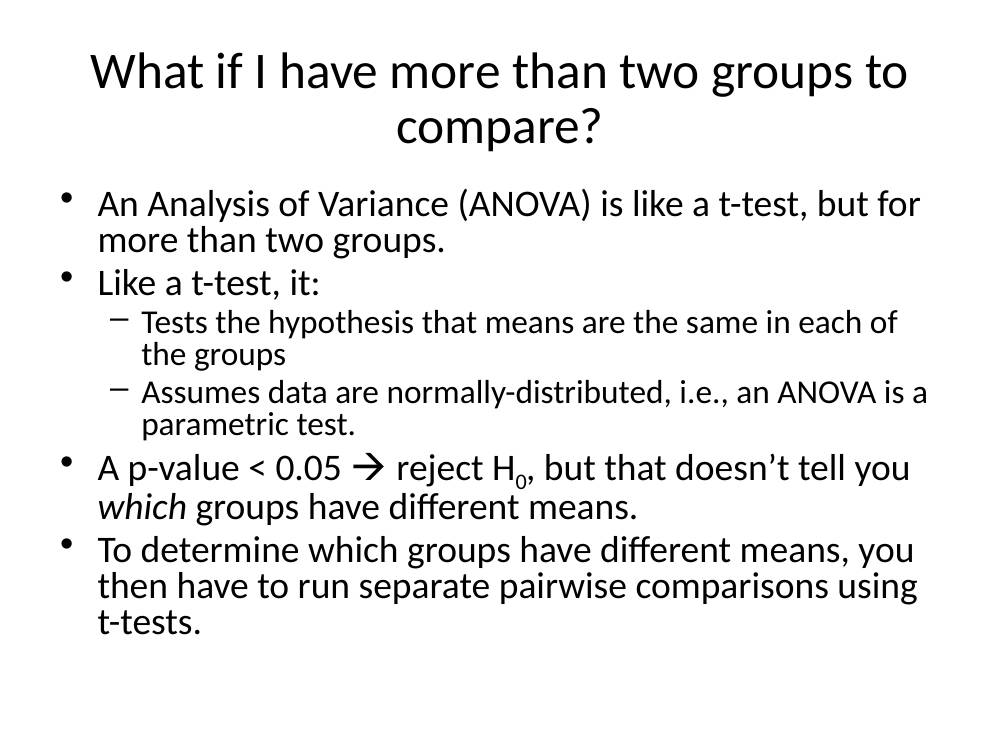 What if I have more than two groups to
compare?
• An Analysis of Variance (ANOVA) is like a t-test, but for
more than two groups.
• Like a t-test, it:
– Tests the hypothesis that means are the same in each of
the groups
– Assumes data are normally-distributed, i.e., an ANOVA is a
parametric test.
• A p-value < 0.05 → reject H₀, but that doesn’t tell you
which groups have different means.
• To determine which groups have different means, you
then have to run separate pairwise comparisons using
t-tests.